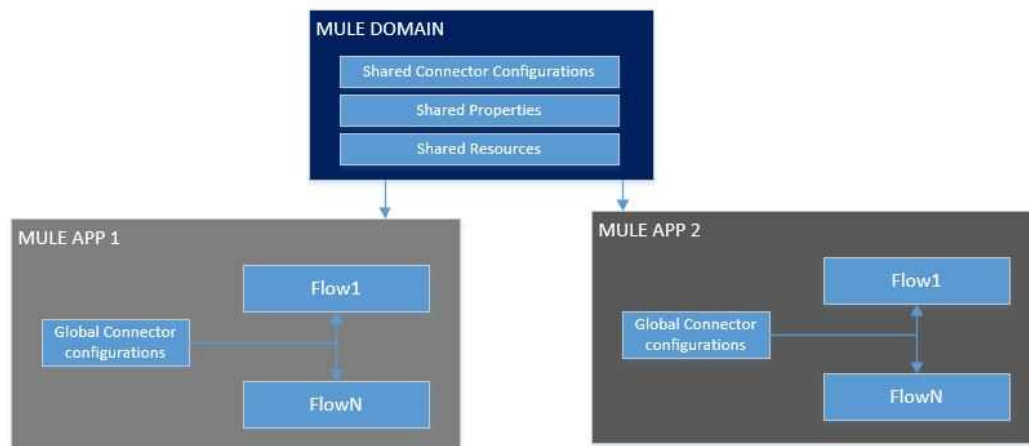 MULE DOMAIN
Shared Connector Configurations
Shared Properties
Shared Resources
MULE APP 1
Flow1
Global Connector
configurations
FlowN
MULE APP 2
Flow1
Global Connector
configurations
FlowN